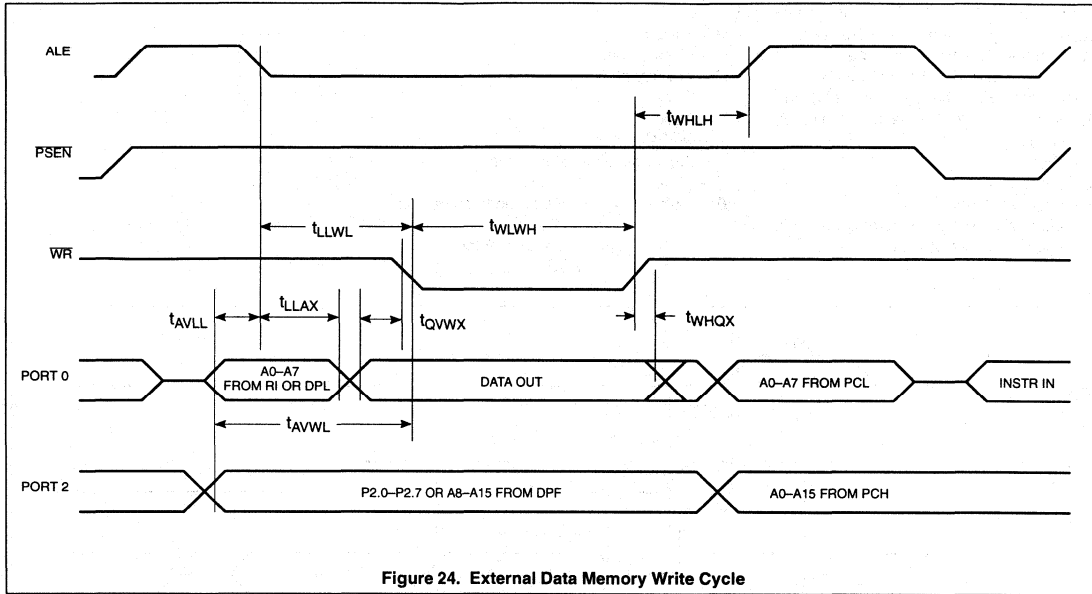 ALE
tWHLH
PSEN
tLLWL
tWLWH
WR
tLLAX
tAVLL
tQVWX
tWHQX
PORT 0
A0–A7
FROM RI OR DPL
DATA OUT
A0–A7 FROM PCL
INSTR IN
tAVWL
PORT 2
P2.0–P2.7 OR A8–A15 FROM DPF
A0–A15 FROM PCH
Figure 24. External Data Memory Write Cycle